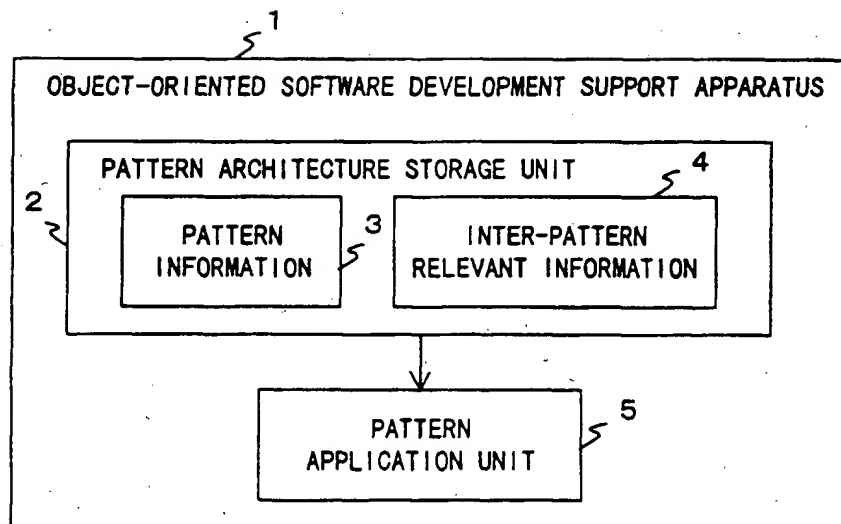 1
OBJECT-ORIENTED SOFTWARE DEVELOPMENT SUPPORT APPARATUS
PATTERN ARCHITECTURE STORAGE UNIT
4
2
PATTERN
INFORMATION
3
INTER-PATTERN
RELEVANT INFORMATION
PATTERN
APPLICATION UNIT
5